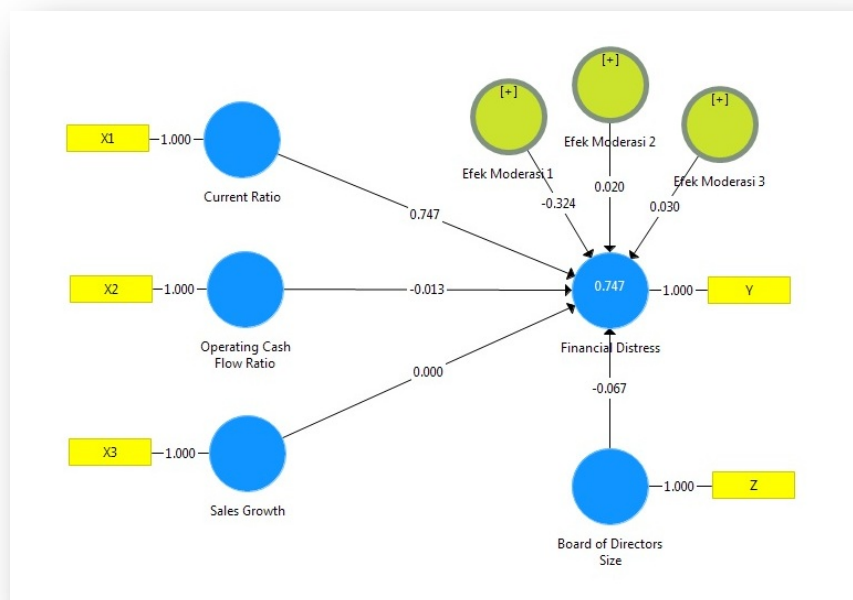 [+]
[+]
[+]
X1
1.000
Current Ratio
Efek Moderasi 1
Efek Moderasi 2
Efek Moderasi 3
-0.324
0.020
0.030
0.747
X2
1.000
Operating Cash
Flow Ratio
-0.013
0.747
Financial Distress
1.000
Y
0.000
-0.067
X3
1.000
Sales Growth
Board of Directors
Size
1.000
Z